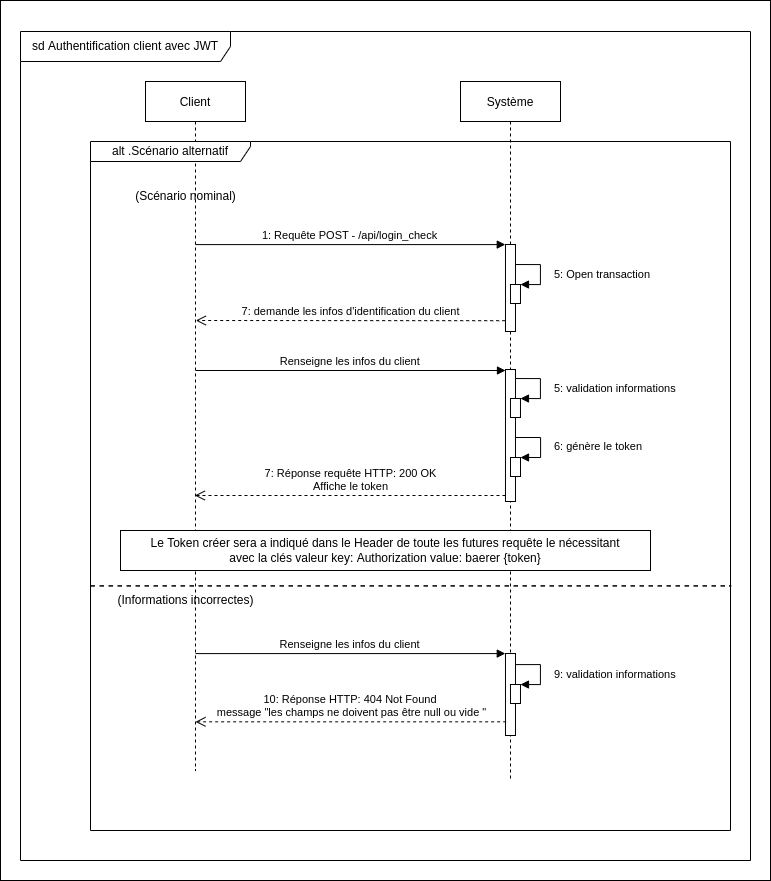 sd Authentification client avec JWT
Client
Système
alt .Scénario alternatif
(Scénario nominal)
1: Requête POST - /api/login_check
5: Open transaction
7: demande les infos d'identification du client
Renseigne les infos du client
5: validation informations
6: génère le token
7: Réponse requête HTTP: 200 OK
Affiche le token
Le Token créer sera a indiqué dans le Header de toute les futures requête le nécessitant
avec la clés valeur key: Authorization value: baerer {token}
(Informations incorrectes)
Renseigne les infos du client
9: validation informations
10: Réponse HTTP: 404 Not Found
message "les champs ne doivent pas être null ou vide "